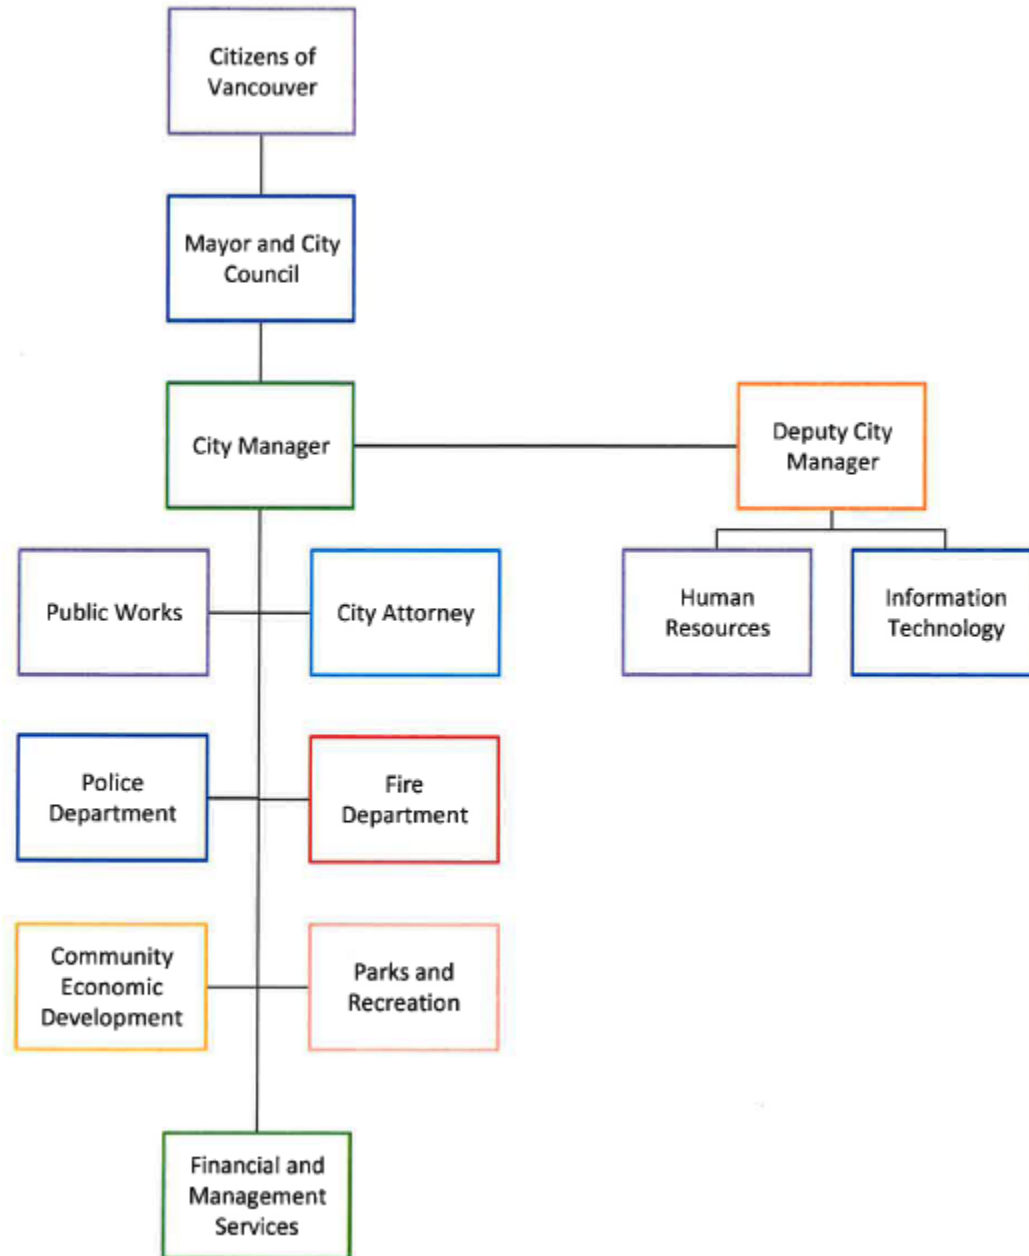 Citizens of
Vancouver
Mayor and City
Council
City Manager
Deputy City
Manager
Public Works
City Attorney
Human
Resources
Information
Technology
Police
Department
Fire
Department
Community
Economic
Development
Parks and
Recreation
Financial and
Management
Services